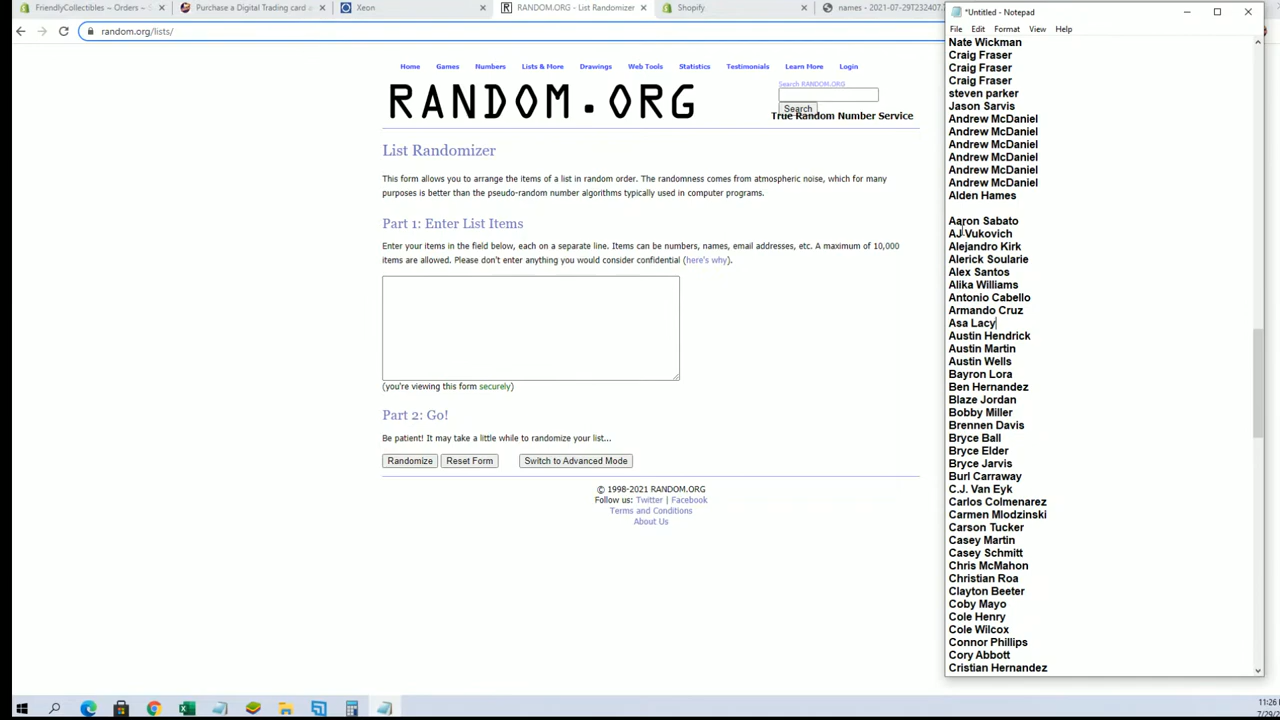 FriendlyCollectibles ~ Orders ~ S
Purchase a Digital Trading card a
Xeon
RANDOM.ORG - List Randomizer
Shopify
names - 2021-07-29T232407.
random.org/lists/
Home Games Numbers Lists & More Drawings Web Tools Statistics Testimonials Learn More Login
RANDOM.ORG
Search RANDOM.ORG
Search
True Random Number Service
List Randomizer
This form allows you to arrange the items of a list in random order. The randomness comes from atmospheric noise, which for many
purposes is better than the pseudo-random number algorithms typically used in computer programs.
Part 1: Enter List Items
Enter your items in the field below, each on a separate line. Items can be numbers, names, email addresses, etc. A maximum of 10,000
items are allowed. Please don't enter anything you would consider confidential (here's why).
(you're viewing this form securely)
Part 2: Go!
Be patient! It may take a little while to randomize your list...
Randomize Reset Form Switch to Advanced Mode
© 1998-2021 RANDOM.ORG
Follow us: Twitter | Facebook
Terms and Conditions
About Us
*Untitled - Notepad
File Edit Format View Help
Nate Wickman
Craig Fraser
Craig Fraser
Craig Fraser
steven parker
Jason Sarvis
Andrew McDaniel
Andrew McDaniel
Andrew McDaniel
Andrew McDaniel
Andrew McDaniel
Andrew McDaniel
Alden Hames
Aaron Sabato
AJ Vukovich
Alejandro Kirk
Alerick Soularie
Alex Santos
Alika Williams
Antonio Cabello
Armando Cruz
Asa Lacy
Austin Hendrick
Austin Martin
Austin Wells
Bayron Lora
Ben Hernandez
Blaze Jordan
Bobby Miller
Brennen Davis
Bryce Ball
Bryce Elder
Bryce Jarvis
Burl Carraway
C.J. Van Eyk
Carlos Colmenarez
Carmen Mlodzinski
Carson Tucker
Casey Martin
Casey Schmitt
Chris McMahon
Christian Roa
Clayton Beeter
Coby Mayo
Cole Henry
Cole Wilcox
Connor Phillips
Cory Abbott
Cristian Hernandez
11:26
7/29/2